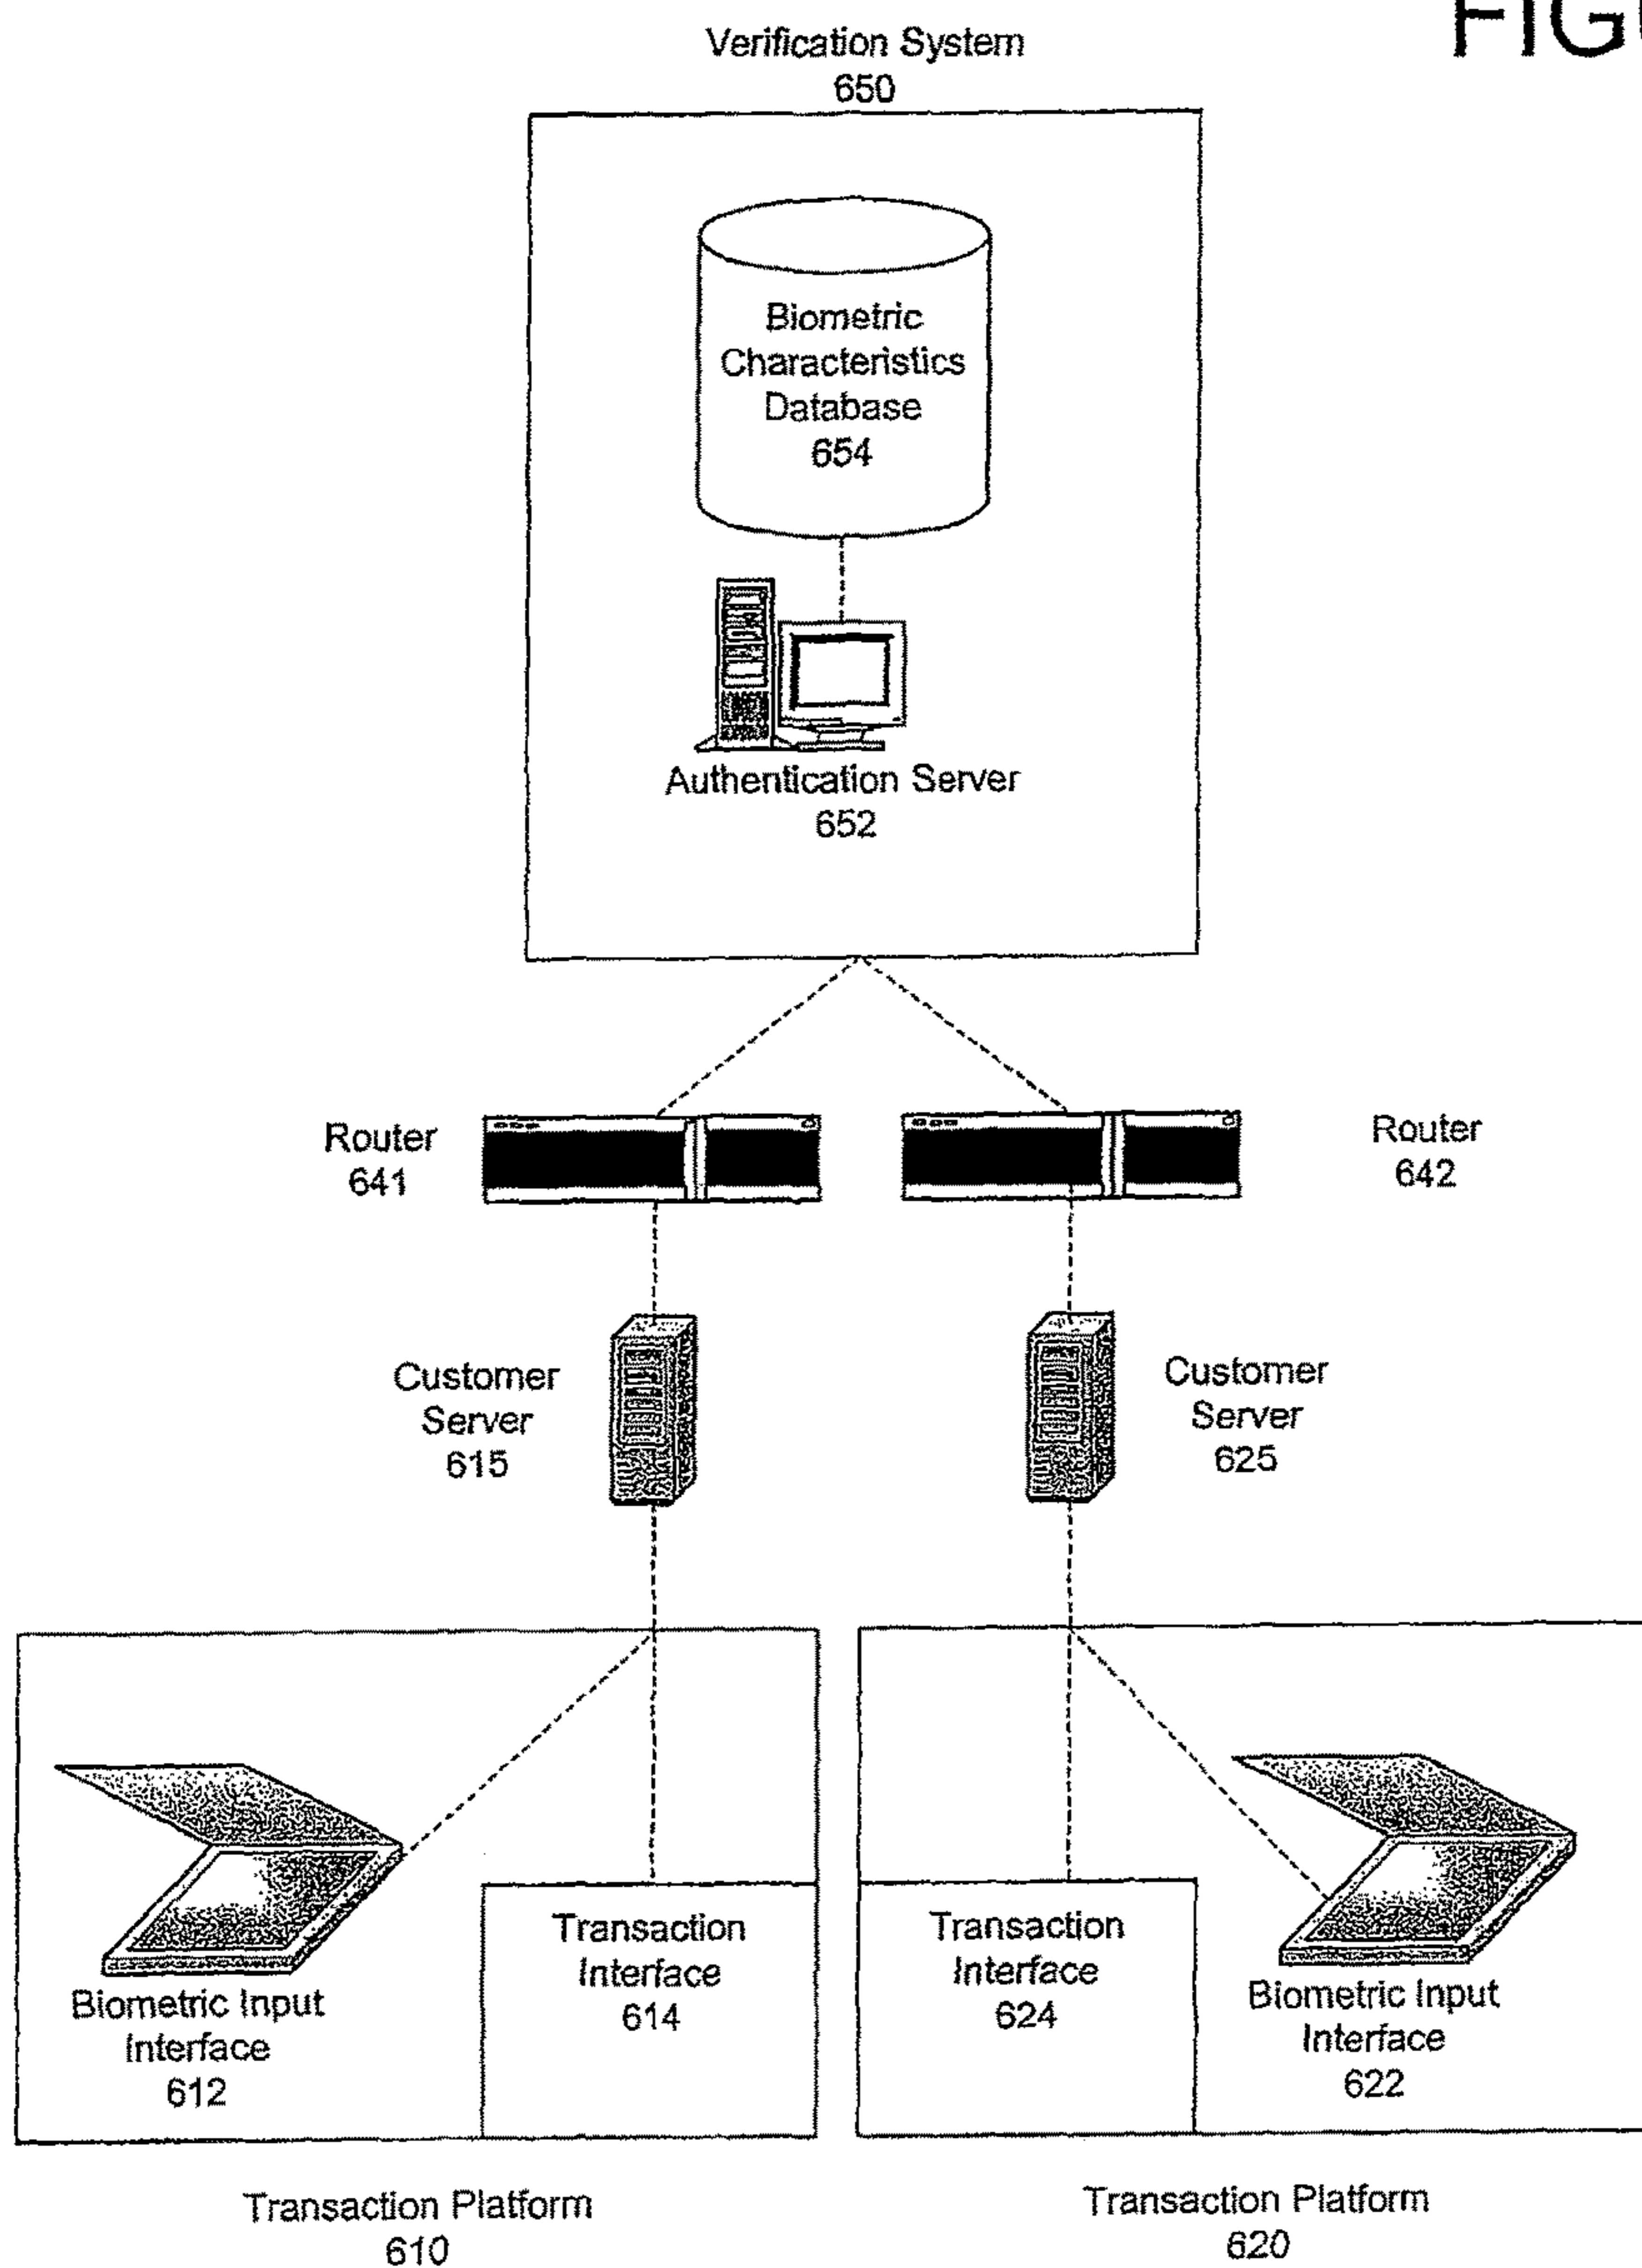 Verification System
650
Biometric
Characteristics
Database
654
Authentication Server
652
Router
641
Router
642
Customer
Server
615
Customer
Server
625
Biometric Input
Interface
612
Transaction
Interface
614
Transaction
Interface
624
Biometric Input
Interface
622
Transaction Platform
610
Transaction Platform
620